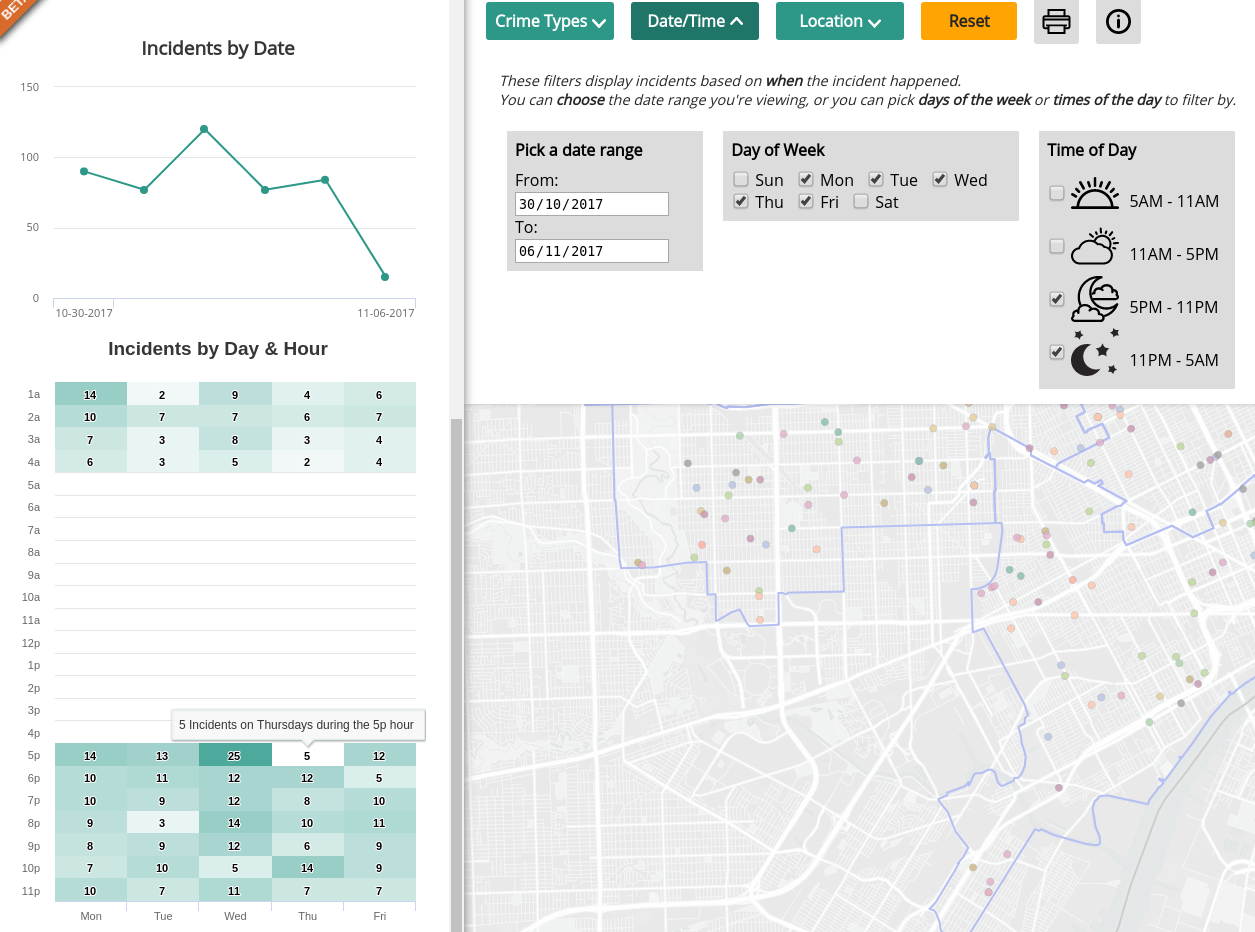 BETA
Incidents by Date
150
100
50
0
10-30-2017 11-06-2017
Incidents by Day & Hour
1a 14 2 9 4 6
2a 10 7 7 6 7
3a 7 3 8 3 4
4a 6 3 5 2 4
5a
6a
7a
8a
9a
10a
11a
12p
1p
2p
3p
4p
5 Incidents on Thursdays during the 5p hour
5p 14 13 25 5 12
6p 10 11 12 12 5
7p 10 9 12 8 10
8p 9 3 14 10 11
9p 8 9 12 6 9
10p 7 10 5 14 9
11p 10 7 11 7 7
Mon Tue Wed Thu Fri
Crime Types Date/Time Location Reset
These filters display incidents based on when the incident happened.
You can choose the date range you're viewing, or you can pick days of the week or times of the day to filter by.
Pick a date range
From:
30/10/2017
To:
06/11/2017
Day of Week
Sun Mon Tue Wed
Thu Fri Sat
Time of Day
5AM - 11AM
11AM - 5PM
5PM - 11PM
11PM - 5AM